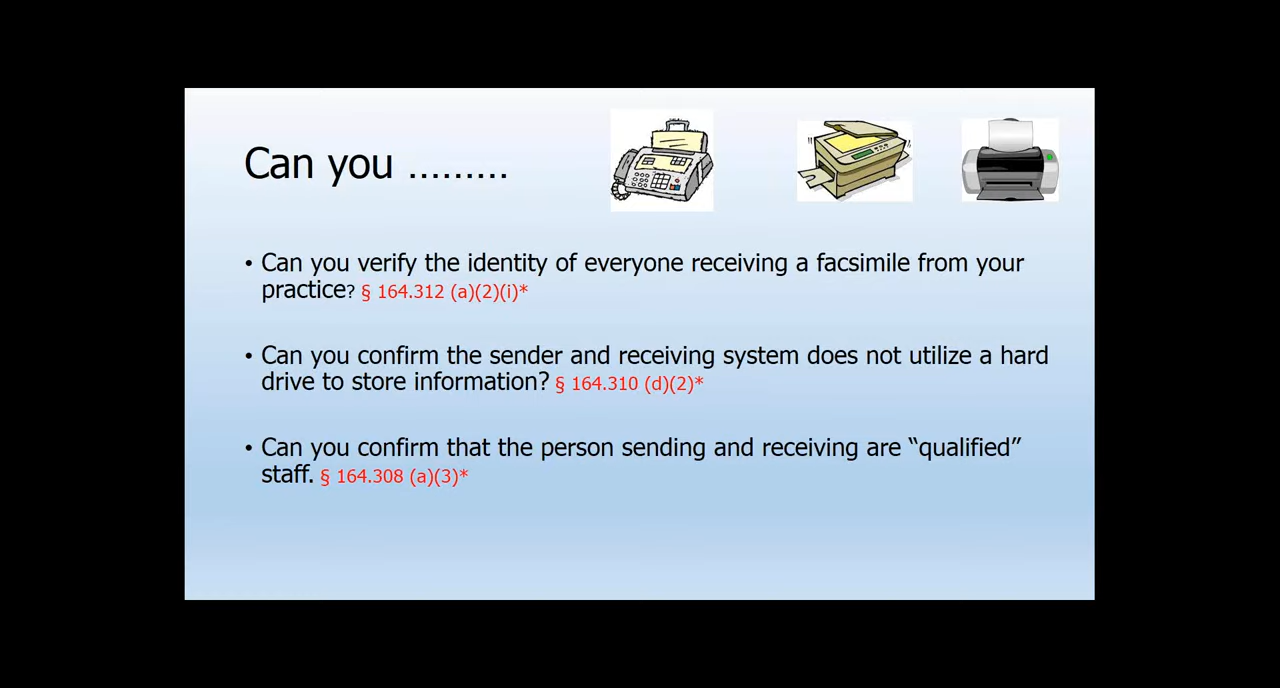 Can you .........
• Can you verify the identity of everyone receiving a facsimile from your
practice? § 164.312 (a)(2)(i)*
• Can you confirm the sender and receiving system does not utilize a hard
drive to store information? § 164.310 (d)(2)*
• Can you confirm that the person sending and receiving are “qualified”
staff. § 164.308 (a)(3)*